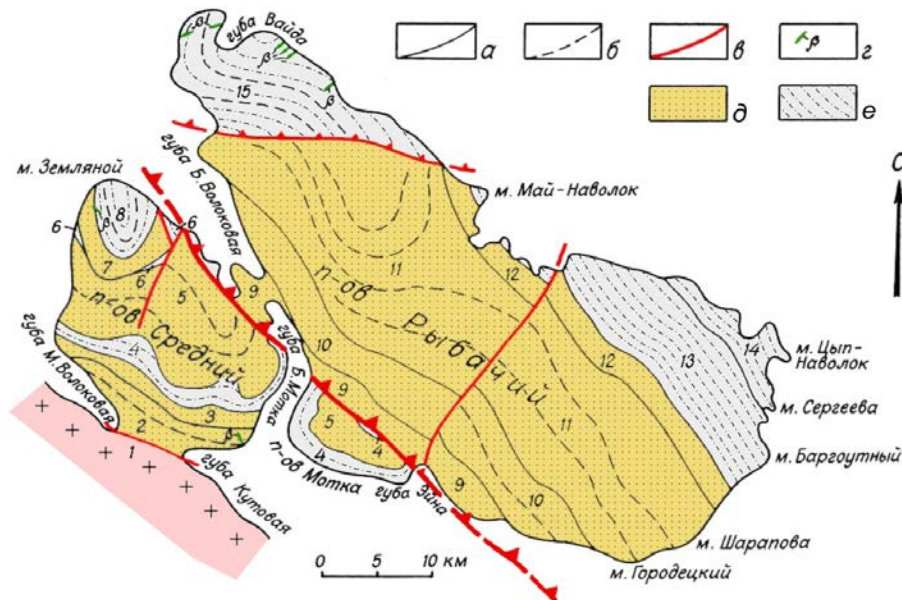 губа Вайда
β
β
β
15
а
б
в
β
г
д
е
С
м. Земляной
губа Б. Волоковая
м. Май-Наволок
8
β
6
6
7
6
5
9
11
12
п-ов
Рыбачий
п-ов Средний
губа Б. Мотка
10
12
13
14
м. Цып-
Наволок
м. Сергеева
м. Баргоутный
4
3
2
1
β
губа М. Волоковая
губа Кутовая
9
5
4
4
п-ов Мотка
губа Эйна
11
9
10
м. Шарапова
м. Городецкий
0 5 10 км